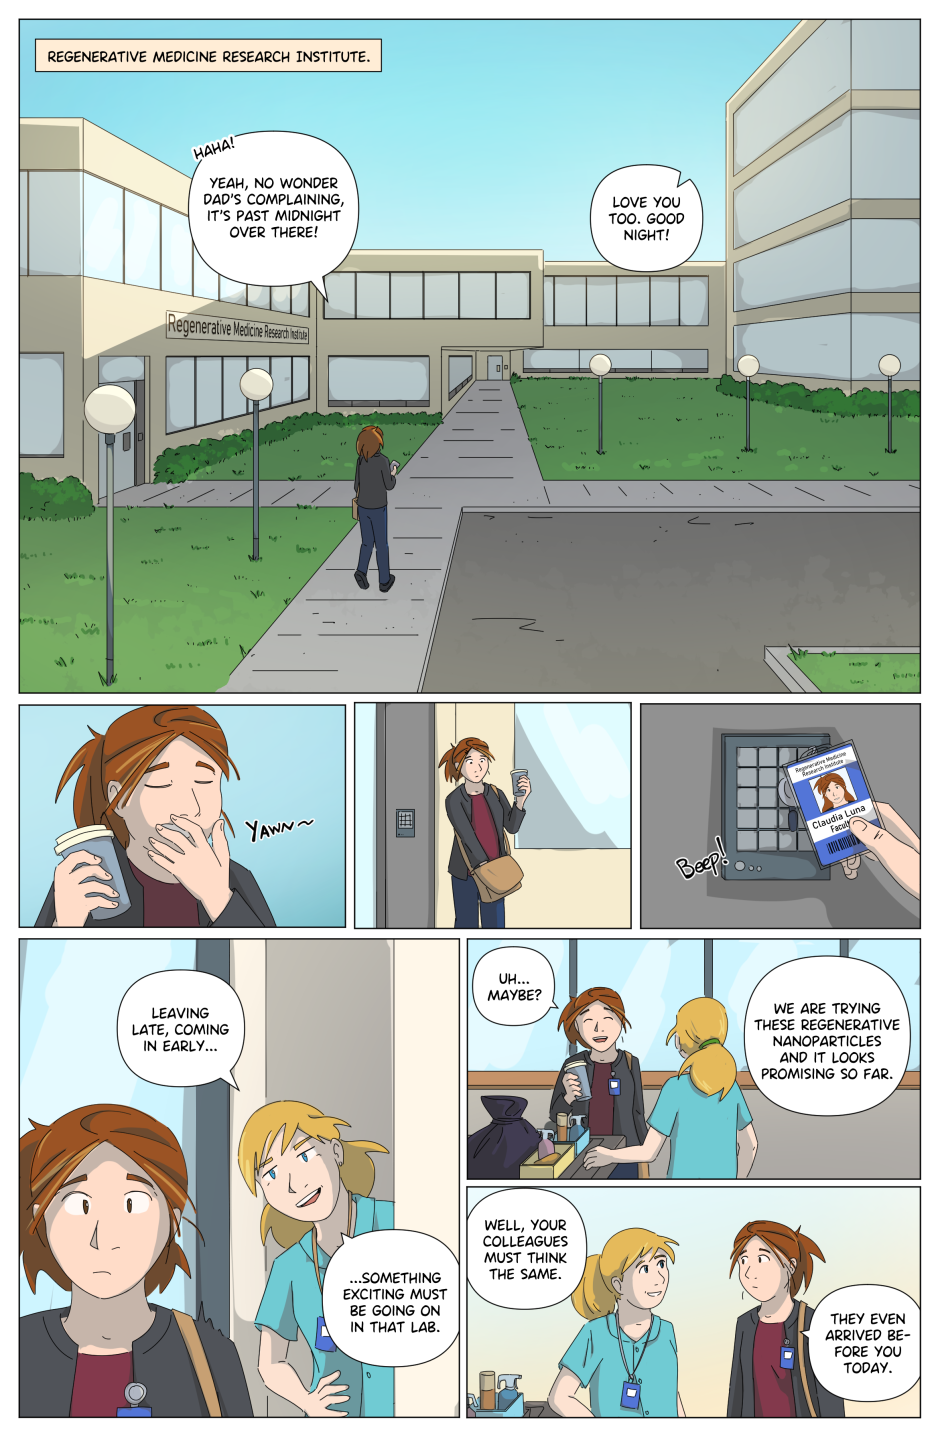 REGENERATIVE MEDICINE RESEARCH INSTITUTE.
HAHA!
YEAH, NO WONDER
DAD'S COMPLAINING,
IT'S PAST MIDNIGHT
OVER THERE!
LOVE YOU
TOO. GOOD
NIGHT!
Regenerative Medicine Research Institute
YAWN~
Beep!
Regenerative Medicine
Research Institute
Claudia Luna
Facult
LEAVING
LATE, COMING
IN EARLY...
...SOMETHING
EXCITING MUST
BE GOING ON
IN THAT LAB.
UH...
MAYBE?
WE ARE TRYING
THESE REGENERATIVE
NANOPARTICLES
AND IT LOOKS
PROMISING SO FAR.
WELL, YOUR
COLLEAGUES
MUST THINK
THE SAME.
THEY EVEN
ARRIVED BE-
FORE YOU
TODAY.